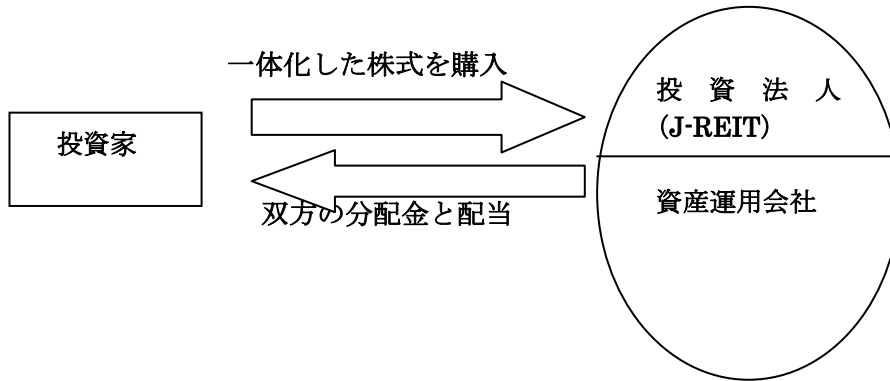 一体化した株式を購入
投資家
双方の分配金と配当
投 資 法 人
(J-REIT)
資産運用会社